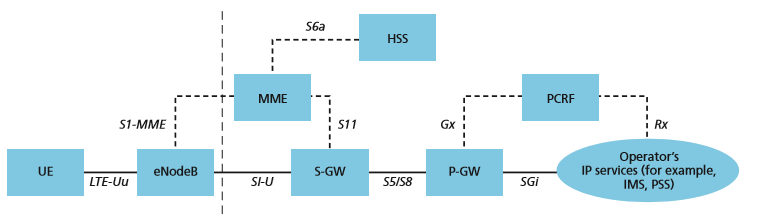 S6a
HSS
MME
PCRF
S1-MME
S11
Gx
Rx
UE
LTE-Uu
eNodeB
SI-U
S-GW
S5/S8
P-GW
SGi
Operator's
IP services (for example,
IMS, PSS)